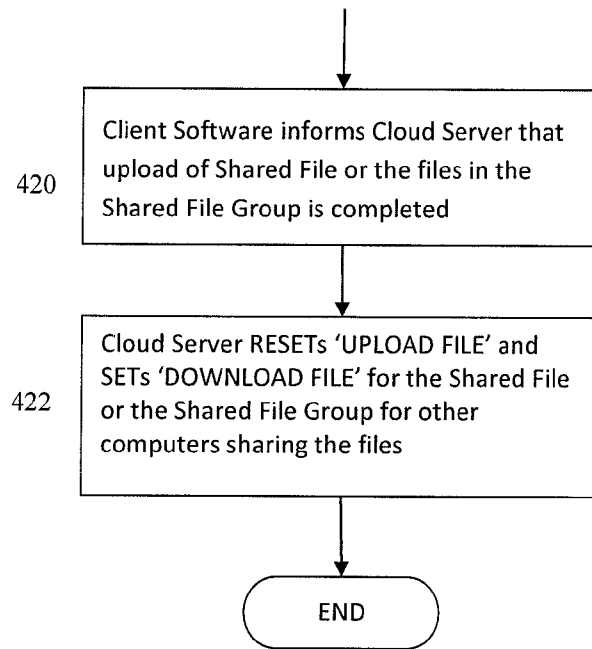 Client Software informs Cloud Server that
420
upload of Shared File or the files in the
Shared File Group is completed
Cloud Server RESETs ‘UPLOAD FILE’ and
SETs ‘DOWNLOAD FILE’ for the Shared File
422
or the Shared File Group for other
computers sharing the files
END